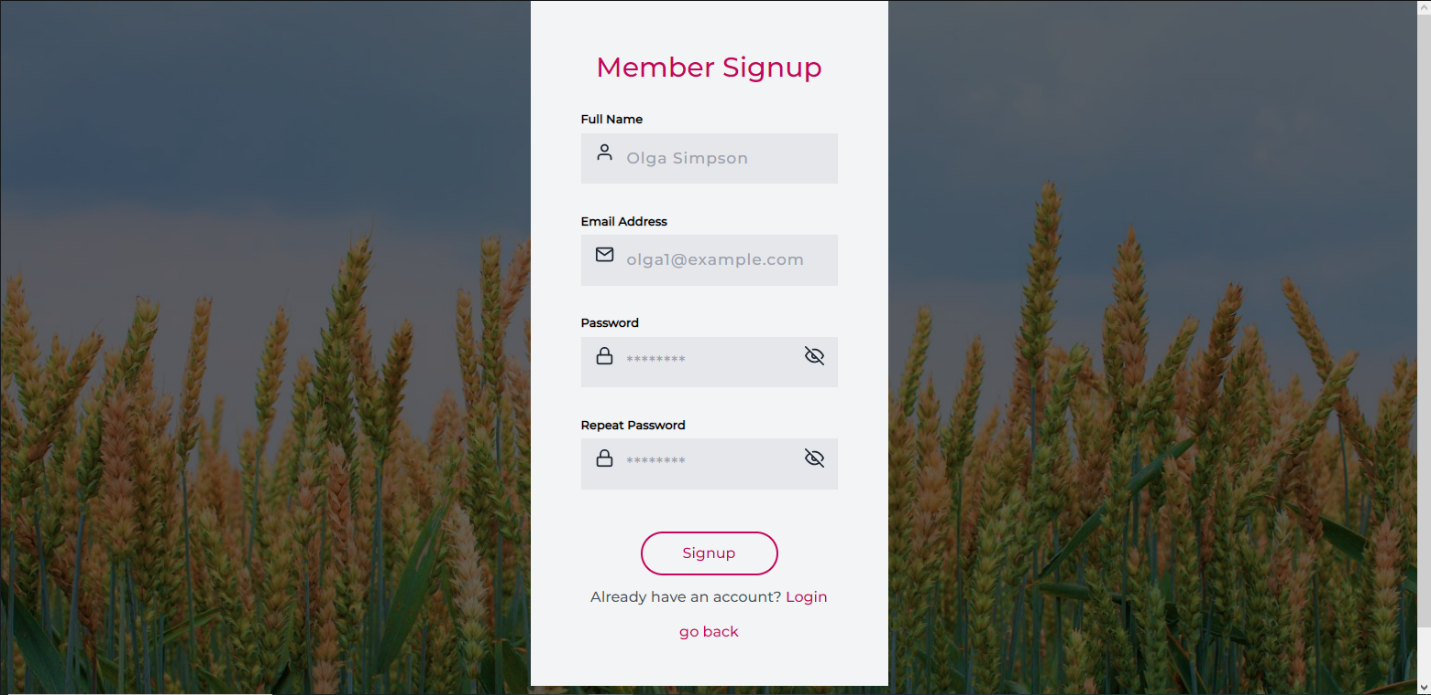 Member Signup
Full Name
Olga Simpson
Email Address
olga1@example.com
Password
********
Repeat Password
********
Signup
Already have an account? Login
go back